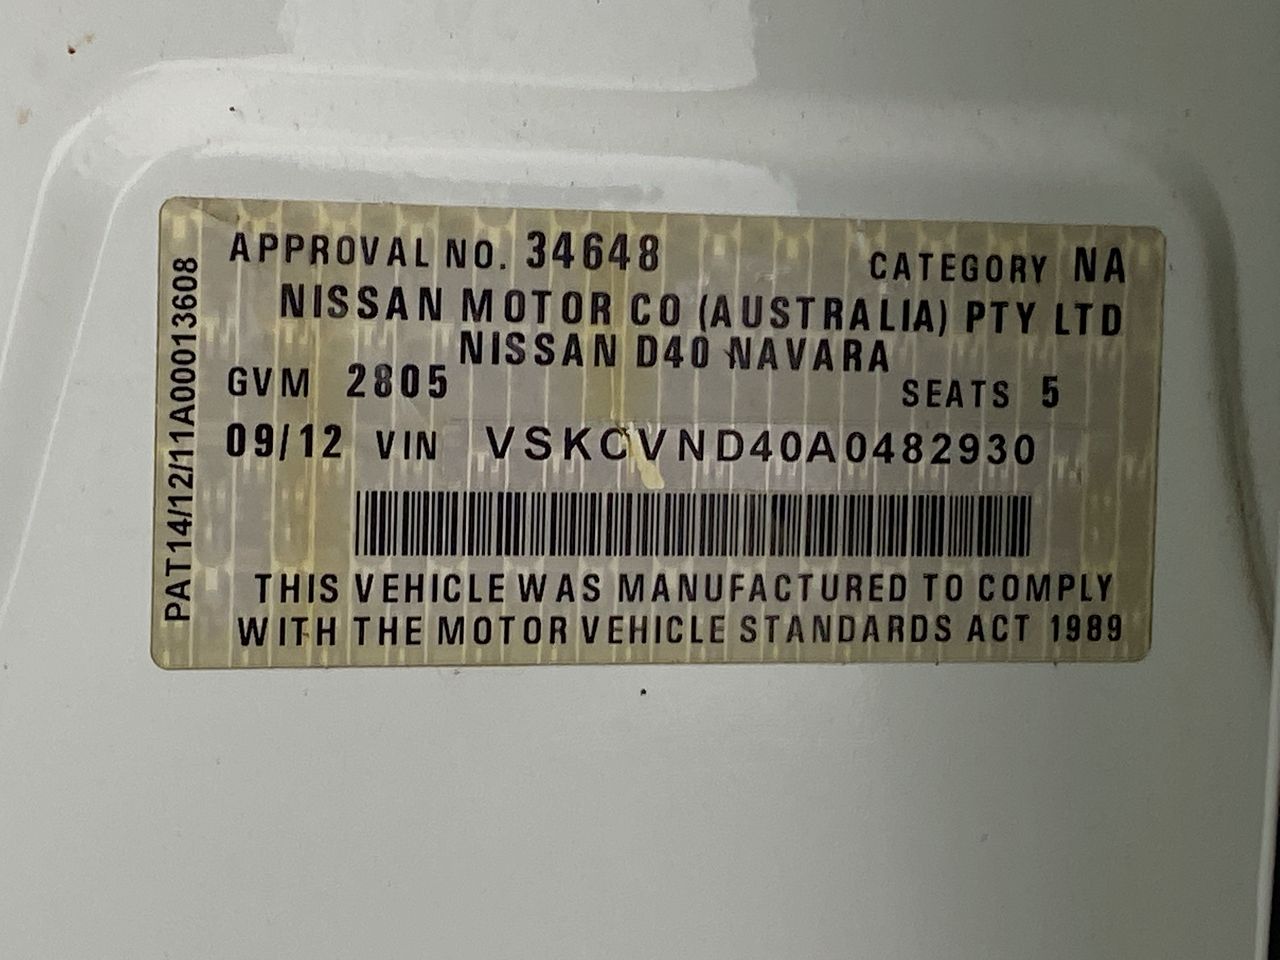 APPROVAL NO. 34648 CATEGORY NA
NISSAN MOTOR CO (AUSTRALIA) PTY LTD
NISSAN D40 NAVARA
GVM 2805 SEATS 5
09/12 VIN VSKCVND40A0482930
THIS VEHICLE WAS MANUFACTURED TO COMPLY
WITH THE MOTOR VEHICLE STANDARDS ACT 1989
PAT14/12/11A000013608